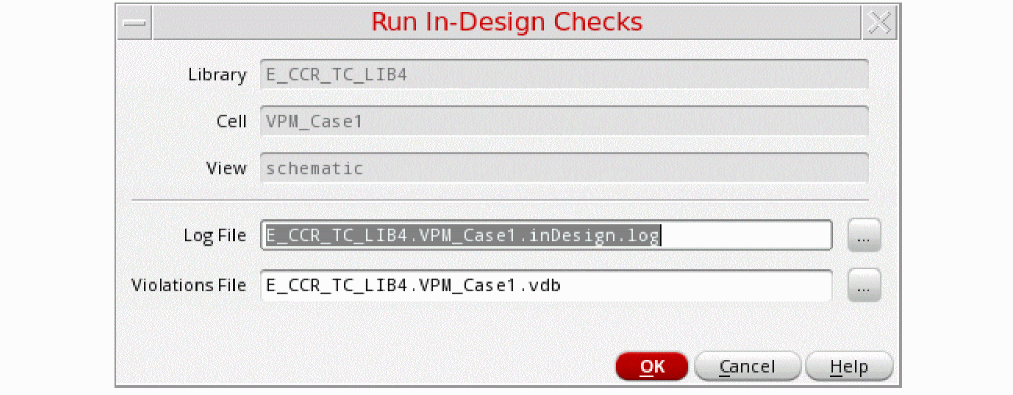 Run In-Design Checks
Library E_CCR_TC_LIB4
Cell VPM_Case1
View schematic
Log File E_CCR_TC_LIB4.VPM_Case1.inDesign.log ...
Violations File E_CCR_TC_LIB4.VPM_Case1.vdb ...
OK Cancel Help